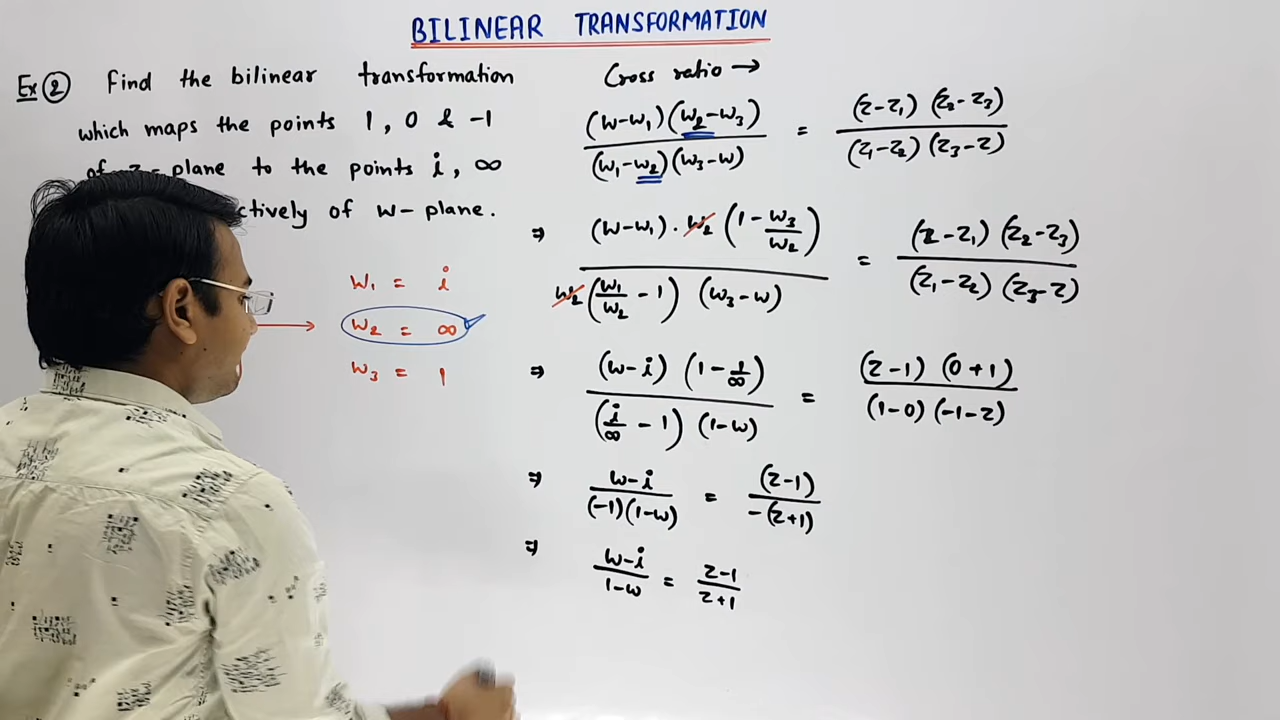 BILINEAR TRANSFORMATION
Ex ② Find the bilinear transformation
which maps the points 1, 0 & -1
plane to the points i, ∞
ctively of w-plane.
w₁ = i
w₂ = ∞
w₃ = 1
Cross ratio →
(w-w₁)(w₂-w₃) / (w₁-w₂)(w₃-w) = (z-z₁)(z₂-z₃) / (z₁-z₂)(z₃-z)
⇒ (w-w₁)·w₂(1-w₃/w₂) / w₂(w₁/w₂-1)(w₃-w) = (z-z₁)(z₂-z₃) / (z₁-z₂)(z₃-z)
⇒ (w-i)(1-1/∞) / (i/∞-1)(1-w) = (z-1)(0+1) / (1-0)(-1-z)
⇒ w-i / (-1)(1-w) = (z-1) / -(z+1)
⇒ w-i / 1-w = z-1 / z+1